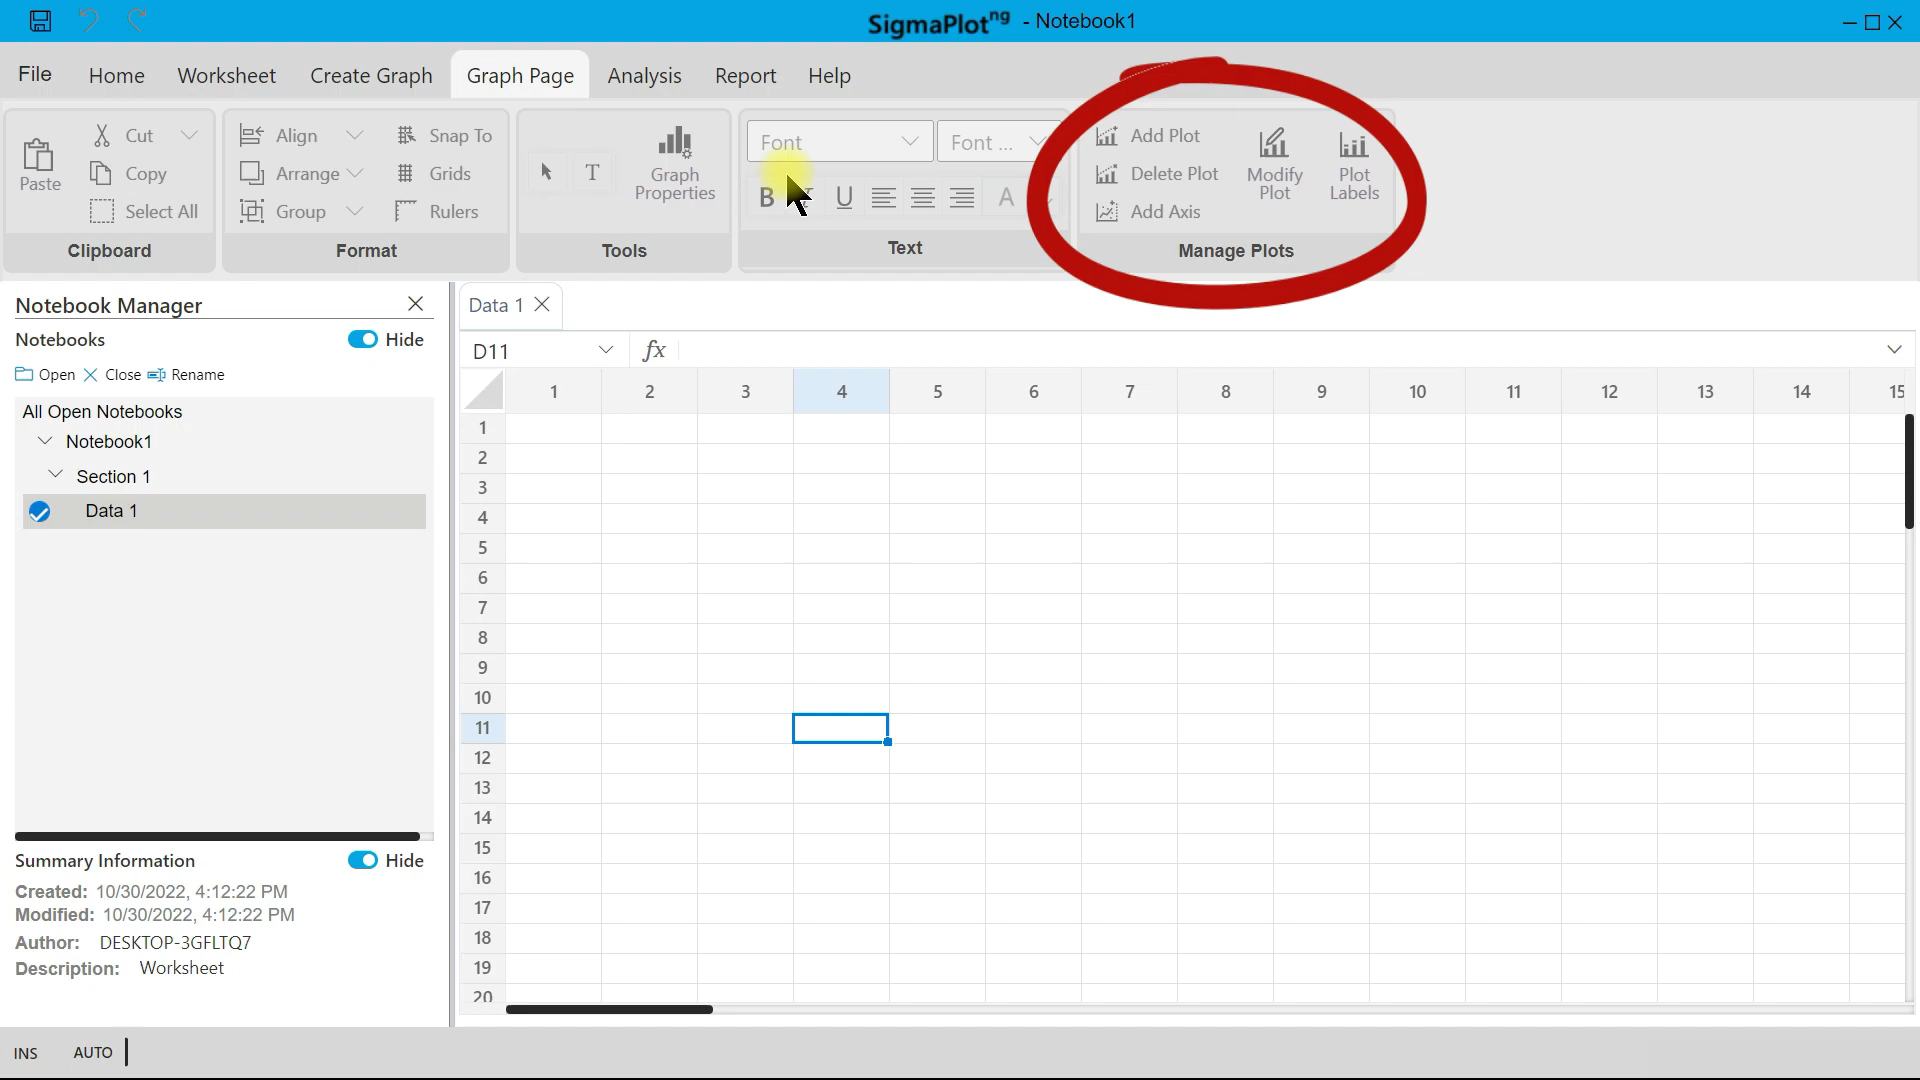 SigmaPlot ng - Notebook1
File Home Worksheet Create Graph Graph Page Analysis Report Help
Paste
Cut
Copy
Select All
Clipboard
Align
Arrange
Group
Snap To
Grids
Rulers
Format
T
Graph
Properties
Tools
Font
Font ...
B U A
Text
Add Plot
Delete Plot
Add Axis
Modify
Plot
Plot
Labels
Manage Plots
Notebook Manager
Notebooks
Hide
Open Close Rename
All Open Notebooks
Notebook1
Section 1
Data 1
Summary Information
Hide
Created: 10/30/2022, 4:12:22 PM
Modified: 10/30/2022, 4:12:22 PM
Author: DESKTOP-3GFLTQ7
Description: Worksheet
Data 1
D11 fx
1 2 3 4 5 6 7 8 9 10 11 12 13 14 15
1
2
3
4
5
6
7
8
9
10
11
12
13
14
15
16
17
18
19
20
INS AUTO